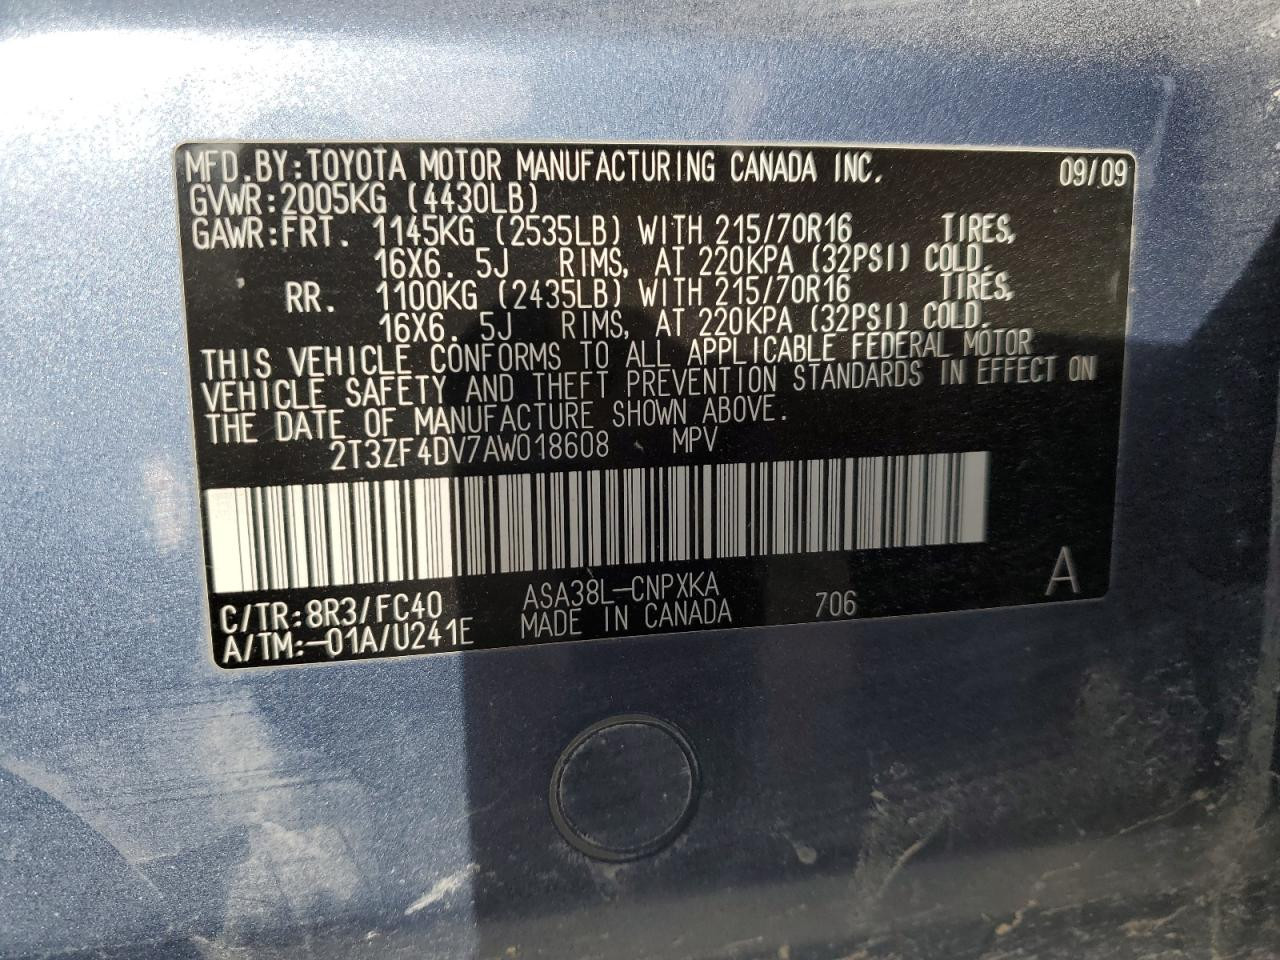 MFD.BY:TOYOTA MOTOR MANUFACTURING CANADA INC. 09/09
GVWR:2005KG (4430LB)
GAWR:FRT. 1145KG (2535LB) WITH 215/70R16 TIRES,
16X6. 5J RIMS, AT 220KPA (32PSI) COLD.
RR. 1100KG (2435LB) WITH 215/70R16 TIRES,
16X6. 5J RIMS, AT 220KPA (32PSI) COLD.
THIS VEHICLE CONFORMS TO ALL APPLICABLE FEDERAL MOTOR
VEHICLE SAFETY AND THEFT PREVENTION STANDARDS IN EFFECT ON
THE DATE OF MANUFACTURE SHOWN ABOVE.
2T3ZF4DV7AW018608 MPV
C/TR:8R3/FC40 ASA38L-CNPXKA 706 A
A/TM:-01A/U241E MADE IN CANADA